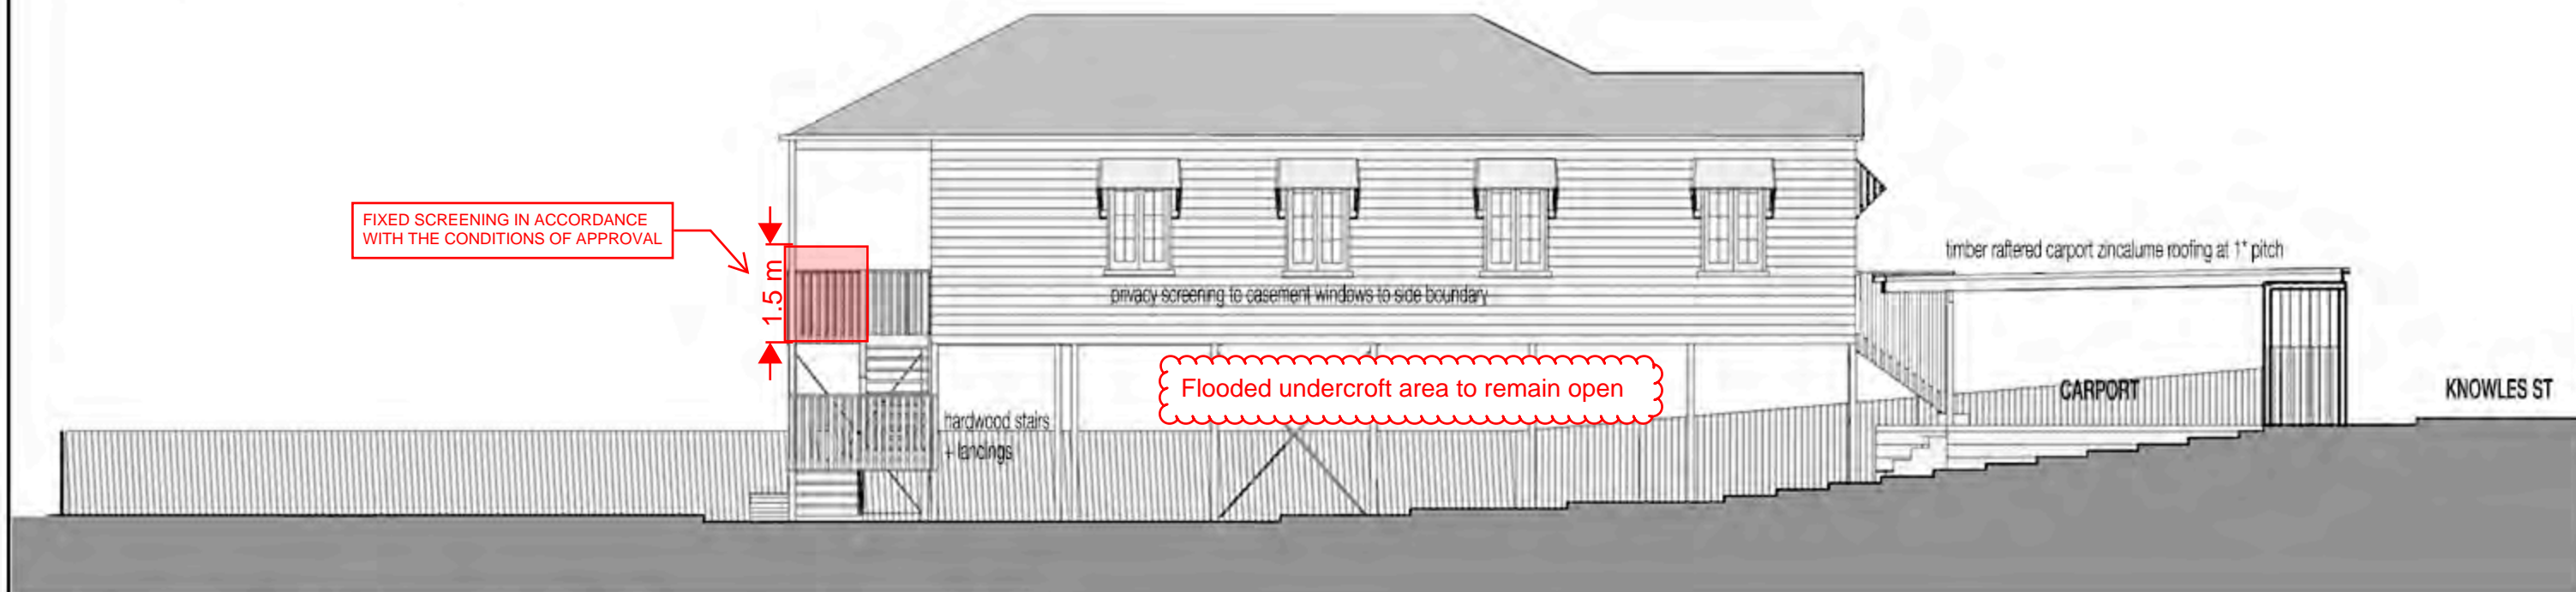 FIXED SCREENING IN ACCORDANCE
WITH THE CONDITIONS OF APPROVAL
1.5 m
timber raftered carport zincalume roofing at 1° pitch
privacy screening to casement windows to side boundary
Flooded undercroft area to remain open
CARPORT
KNOWLES ST
hardwood stairs
+ landings